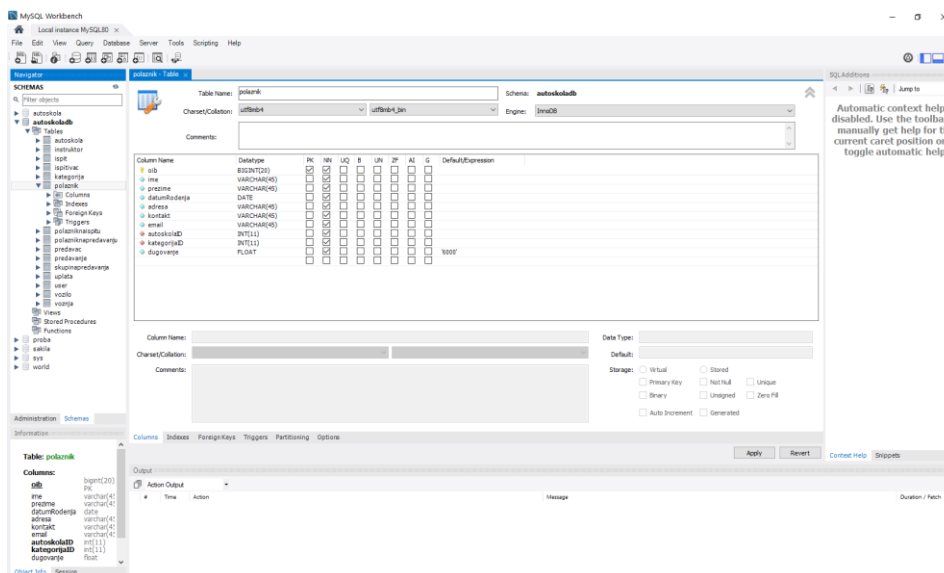 MySQL Workbench
Local instance MySQL80 ×
File Edit View Query Database Server Tools Scripting Help
Navigator
SCHEMAS
Filter objects
autoskola
autoskoladb
Tables
autoskola
instruktor
ispit
ispitivac
kategorija
polaznik
Columns
Indexes
Foreign Keys
Triggers
polazniknaispitu
polazniknapredavanju
predavac
predavanje
skupinapredavanje
uplata
user
vozilo
voznja
Views
Stored Procedures
Functions
proba
sakila
sys
world
Administration Schemas
Information
Table: polaznik
Columns:
oib bigint(20) PK
ime varchar(45
prezime varchar(45
datumRodenja date
adresa varchar(45
kontakt varchar(45
email varchar(45
autoskolaID int(11)
kategorijaID int(11)
dugovanje float
Object Info Session
polaznik - Table ×
Table Name: polaznik Schema: autoskoladb
Charset/Collation: utf8mb4 utf8mb4_bin Engine: InnoDB
Comments:
Column Name Datatype PK NN UQ B UN ZF AI G Default/Expression
oib BIGINT(20)
ime VARCHAR(45)
prezime VARCHAR(45)
datumRodenja DATE
adresa VARCHAR(45)
kontakt VARCHAR(45)
email VARCHAR(45)
autoskolaID INT(11)
kategorijaID INT(11)
dugovanje FLOAT '6000'
Column Name: Data Type:
Charset/Collation: Default:
Comments: Storage: Virtual Stored
Primary Key Not Null Unique
Binary Unsigned Zero Fill
Auto Increment Generated
Columns Indexes Foreign Keys Triggers Partitioning Options
Apply Revert
Output
Action Output
# Time Action Message Duration / Fetch
SQLAdditions
Jump to
Automatic context help
disabled. Use the toolba
manually get help for t
current caret position o
toggle automatic help
Context Help Snippets